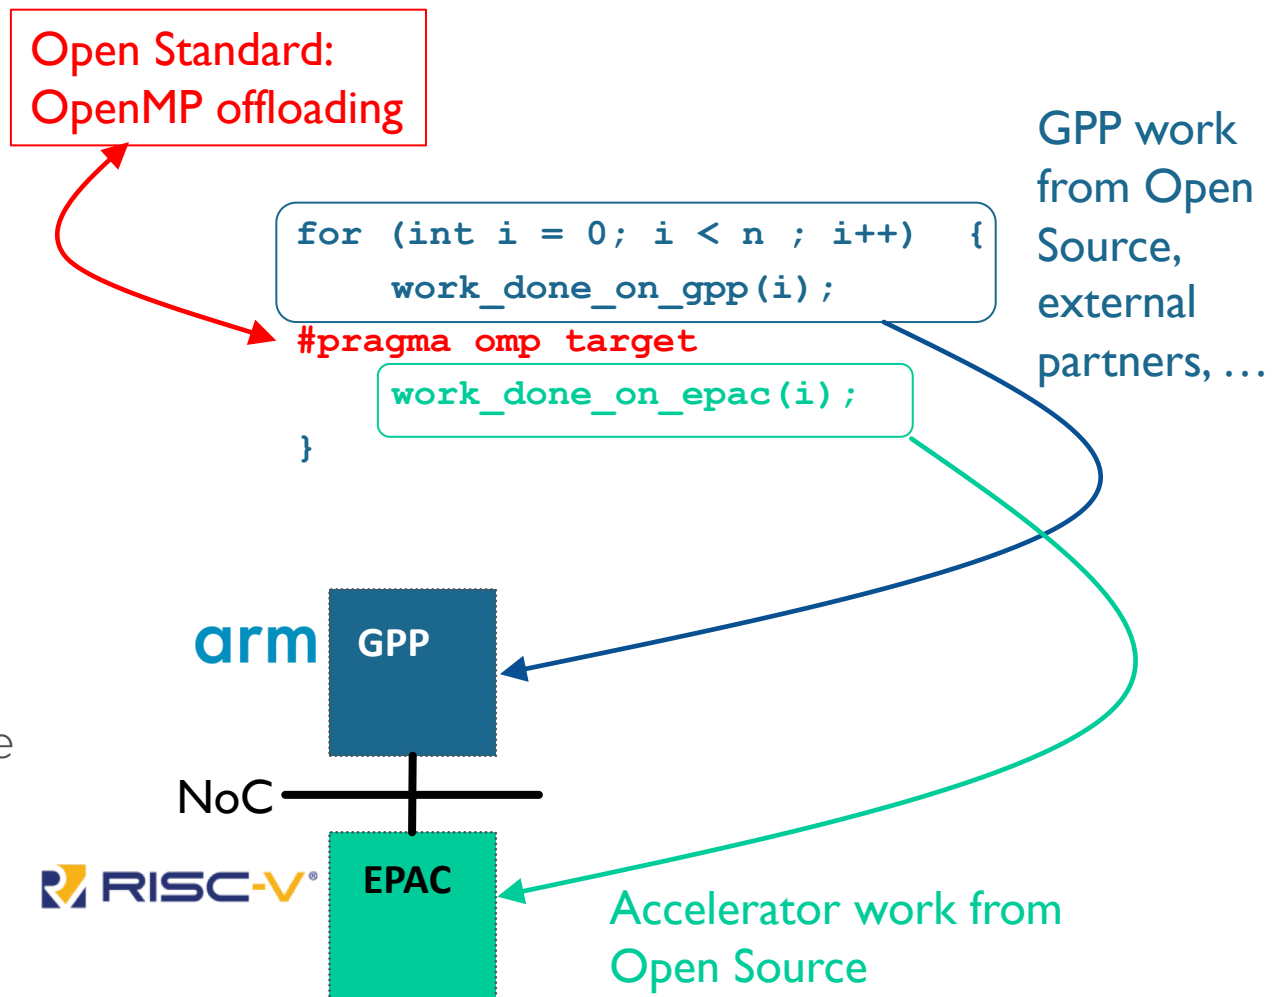 Open Standard:
OpenMP offloading
GPP work
from Open
Source,
external
partners, …
for (int i = 0; i < n ; i++) {
work_done_on_gpp(i);
#pragma omp target
work_done_on_epac(i);
}
arm
GPP
e
NoC
RISC-V®
EPAC
Accelerator work from
Open Source